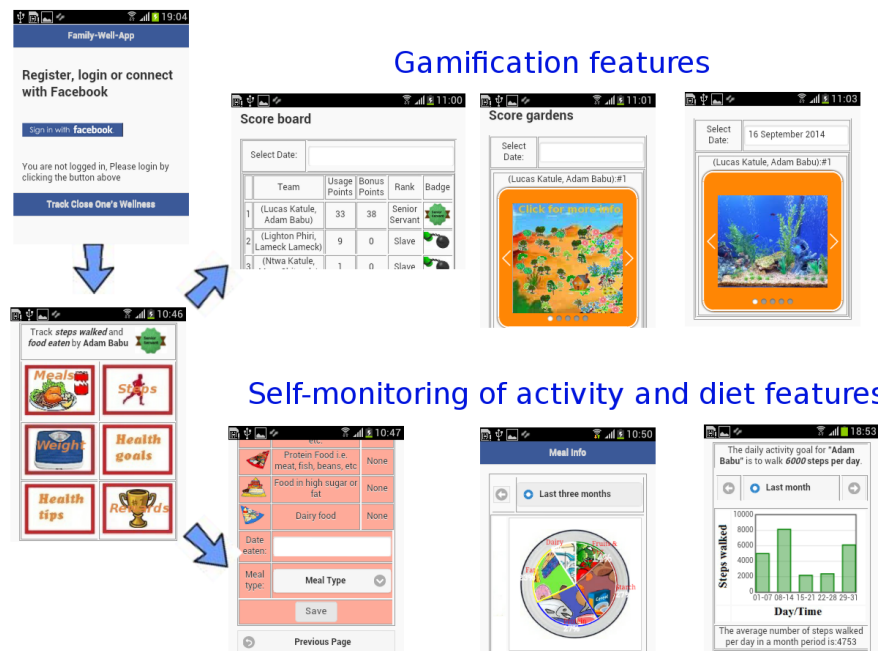 19:04
Family-Well-App
Register, login or connect
with Facebook
Sign in with facebook
You are not logged in, Please login by
clicking the button above
Track Close One's Wellness
Gamification features
11:00
Score board
Select Date:
Team Usage Points Bonus Points Rank Badge
1 (Lucas Katule, Adam Babu) 33 38 Senior Servant
2 (Lighton Phiri, Lameck Lameck) 9 0 Slave
3 (Ntwa Katule, 1 0 Slave
11:01
Score gardens
Select
Date:
(Lucas Katule, Adam Babu):#1
Click for more info
11:03
Select
Date:
16 September 2014
(Lucas Katule, Adam Babu):#1
10:46
Track steps walked and
food eaten by Adam Babu
Meals
Steps
Weight
Health
goals
Health
tips
Rewards
Self-monitoring of activity and diet features
10:47
etc.
Protein Food i.e.
meat, fish, beans, etc
None
Food in high sugar or
fat
None
Dairy food
None
Date
eaten:
Meal
type:
Meal Type
Save
Previous Page
10:50
Meal Info
Last three months
Dairy
Fruits &
Fat
Starch
18:53
The daily activity goal for "Adam
Babu" is to walk 6000 steps per day.
Last month
Steps walked
10000
8000
6000
4000
2000
0
01-07 08-14 15-21 22-28 29-31
Day/Time
The average number of steps walked
per day in a month period is:4753